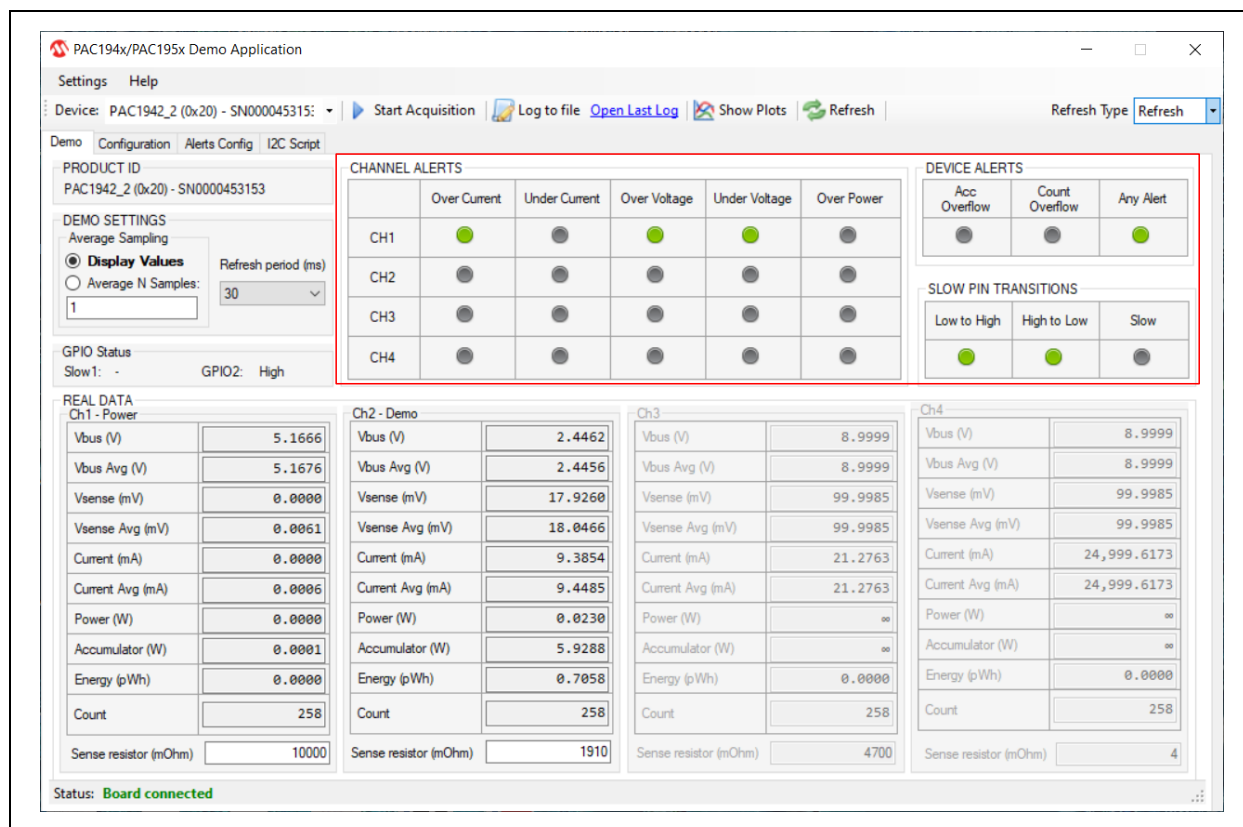 PAC194x/PAC195x Demo Application
Settings Help
Device: PAC1942_2 (0x20) - SN000045315: Start Acquisition Log to file Open Last Log Show Plots Refresh Refresh Type Refresh
Demo Configuration Alerts Config I2C Script
PRODUCT ID
PAC1942_2 (0x20) - SN0000453153
DEMO SETTINGS
Average Sampling
Display Values
Average N Samples:
1
Refresh period (ms)
30
GPIO Status
Slow1: - GPIO2: High
CHANNEL ALERTS
Over Current Under Current Over Voltage Under Voltage Over Power
CH1
CH2
CH3
CH4
DEVICE ALERTS
Acc Overflow Count Overflow Any Alert
SLOW PIN TRANSITIONS
Low to High High to Low Slow
REAL DATA
Ch1 - Power
Vbus (V) 5.1666
Vbus Avg (V) 5.1676
Vsense (mV) 0.0000
Vsense Avg (mV) 0.0061
Current (mA) 0.0000
Current Avg (mA) 0.0006
Power (W) 0.0000
Accumulator (W) 0.0001
Energy (pWh) 0.0000
Count 258
Sense resistor (mOhm) 10000
Ch2 - Demo
Vbus (V) 2.4462
Vbus Avg (V) 2.4456
Vsense (mV) 17.9260
Vsense Avg (mV) 18.0466
Current (mA) 9.3854
Current Avg (mA) 9.4485
Power (W) 0.0230
Accumulator (W) 5.9288
Energy (pWh) 0.7058
Count 258
Sense resistor (mOhm) 1910
Ch3
Vbus (V) 8.9999
Vbus Avg (V) 8.9999
Vsense (mV) 99.9985
Vsense Avg (mV) 99.9985
Current (mA) 21.2763
Current Avg (mA) 21.2763
Power (W) ∞
Accumulator (W) ∞
Energy (pWh) 0.0000
Count 258
Sense resistor (mOhm) 4700
Ch4
Vbus (V) 8.9999
Vbus Avg (V) 8.9999
Vsense (mV) 99.9985
Vsense Avg (mV) 99.9985
Current (mA) 24,999.6173
Current Avg (mA) 24,999.6173
Power (W) ∞
Accumulator (W) ∞
Energy (pWh) 0.0000
Count 258
Sense resistor (mOhm) 4
Status: Board connected